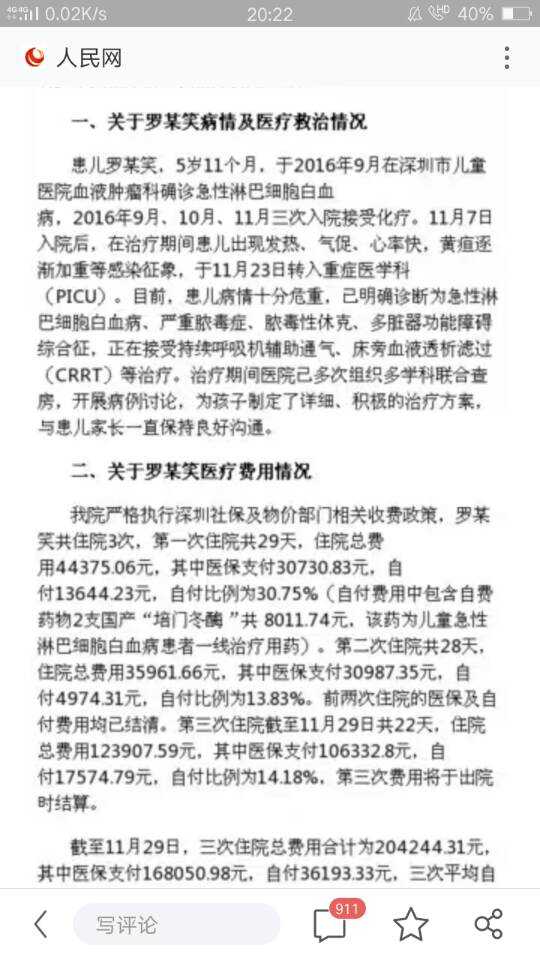 4G 4G 0.02K/s 20:22 HD 40%
人民网
一、关于罗某笑病情及医疗救治情况
患儿罗某笑，5岁11个月，于2016年9月在深圳市儿童
医院血液肿瘤科确诊急性淋巴细胞白血
病，2016年9月、10月、11月三次入院接受化疗。11月7日
入院后，在治疗期间患儿出现发热、气促、心率快，黄疸逐
渐加重等感染征象，于11月23日转入重症医学科
（PICU）。目前，患儿病情十分危重，已明确诊断为急性淋
巴细胞白血病、严重脓毒症、脓毒性休克、多脏器功能障碍
综合征，正在接受持续呼吸机辅助通气、床旁血液透析滤过
（CRRT）等治疗。治疗期间医院已多次组织多学科联合查
房，开展病例讨论，为孩子制定了详细、积极的治疗方案，
与患儿家长一直保持良好沟通。
二、关于罗某笑医疗费用情况
我院严格执行深圳社保及物价部门相关收费政策，罗某
笑共住院3次，第一次住院共29天，住院总费
用44375.06元，其中医保支付30730.83元，自
付13644.23元，自付比例为30.75%（自付费用中包含自费
药物2支国产“培门冬酶”共 8011.74元，该药为儿童急性
淋巴细胞白血病患者一线治疗用药）。第二次住院共28天，
住院总费用35961.66元，其中医保支付30987.35元，自
付4974.31元，自付比例为13.83%。前两次住院的医保及自
付费用均已结清。第三次住院截至11月29日共22天，住院
总费用123907.59元，其中医保支付106332.8元，自
付17574.79元，自付比例为14.18%，第三次费用将于出院
时结算。
截至11月29日，三次住院总费用合计为204244.31元，
其中医保支付168050.98元，自付36193.33元，三次平均自
写评论
911